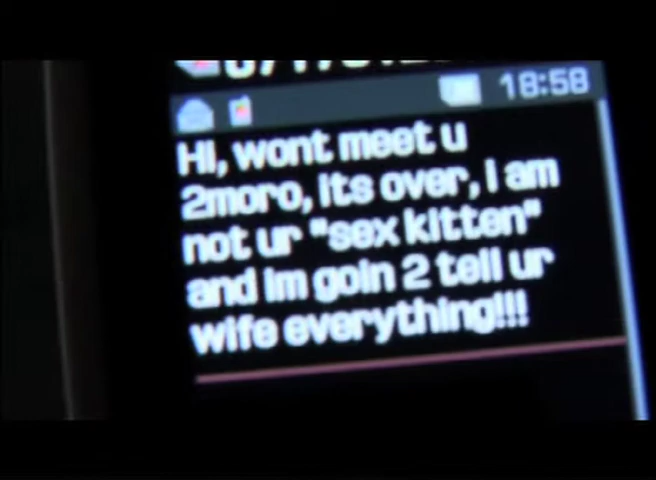 18:58
Hi, wont meet u
2moro, its over, i am
not ur "sex kitten"
and im goin 2 tell ur
wife everything!!!